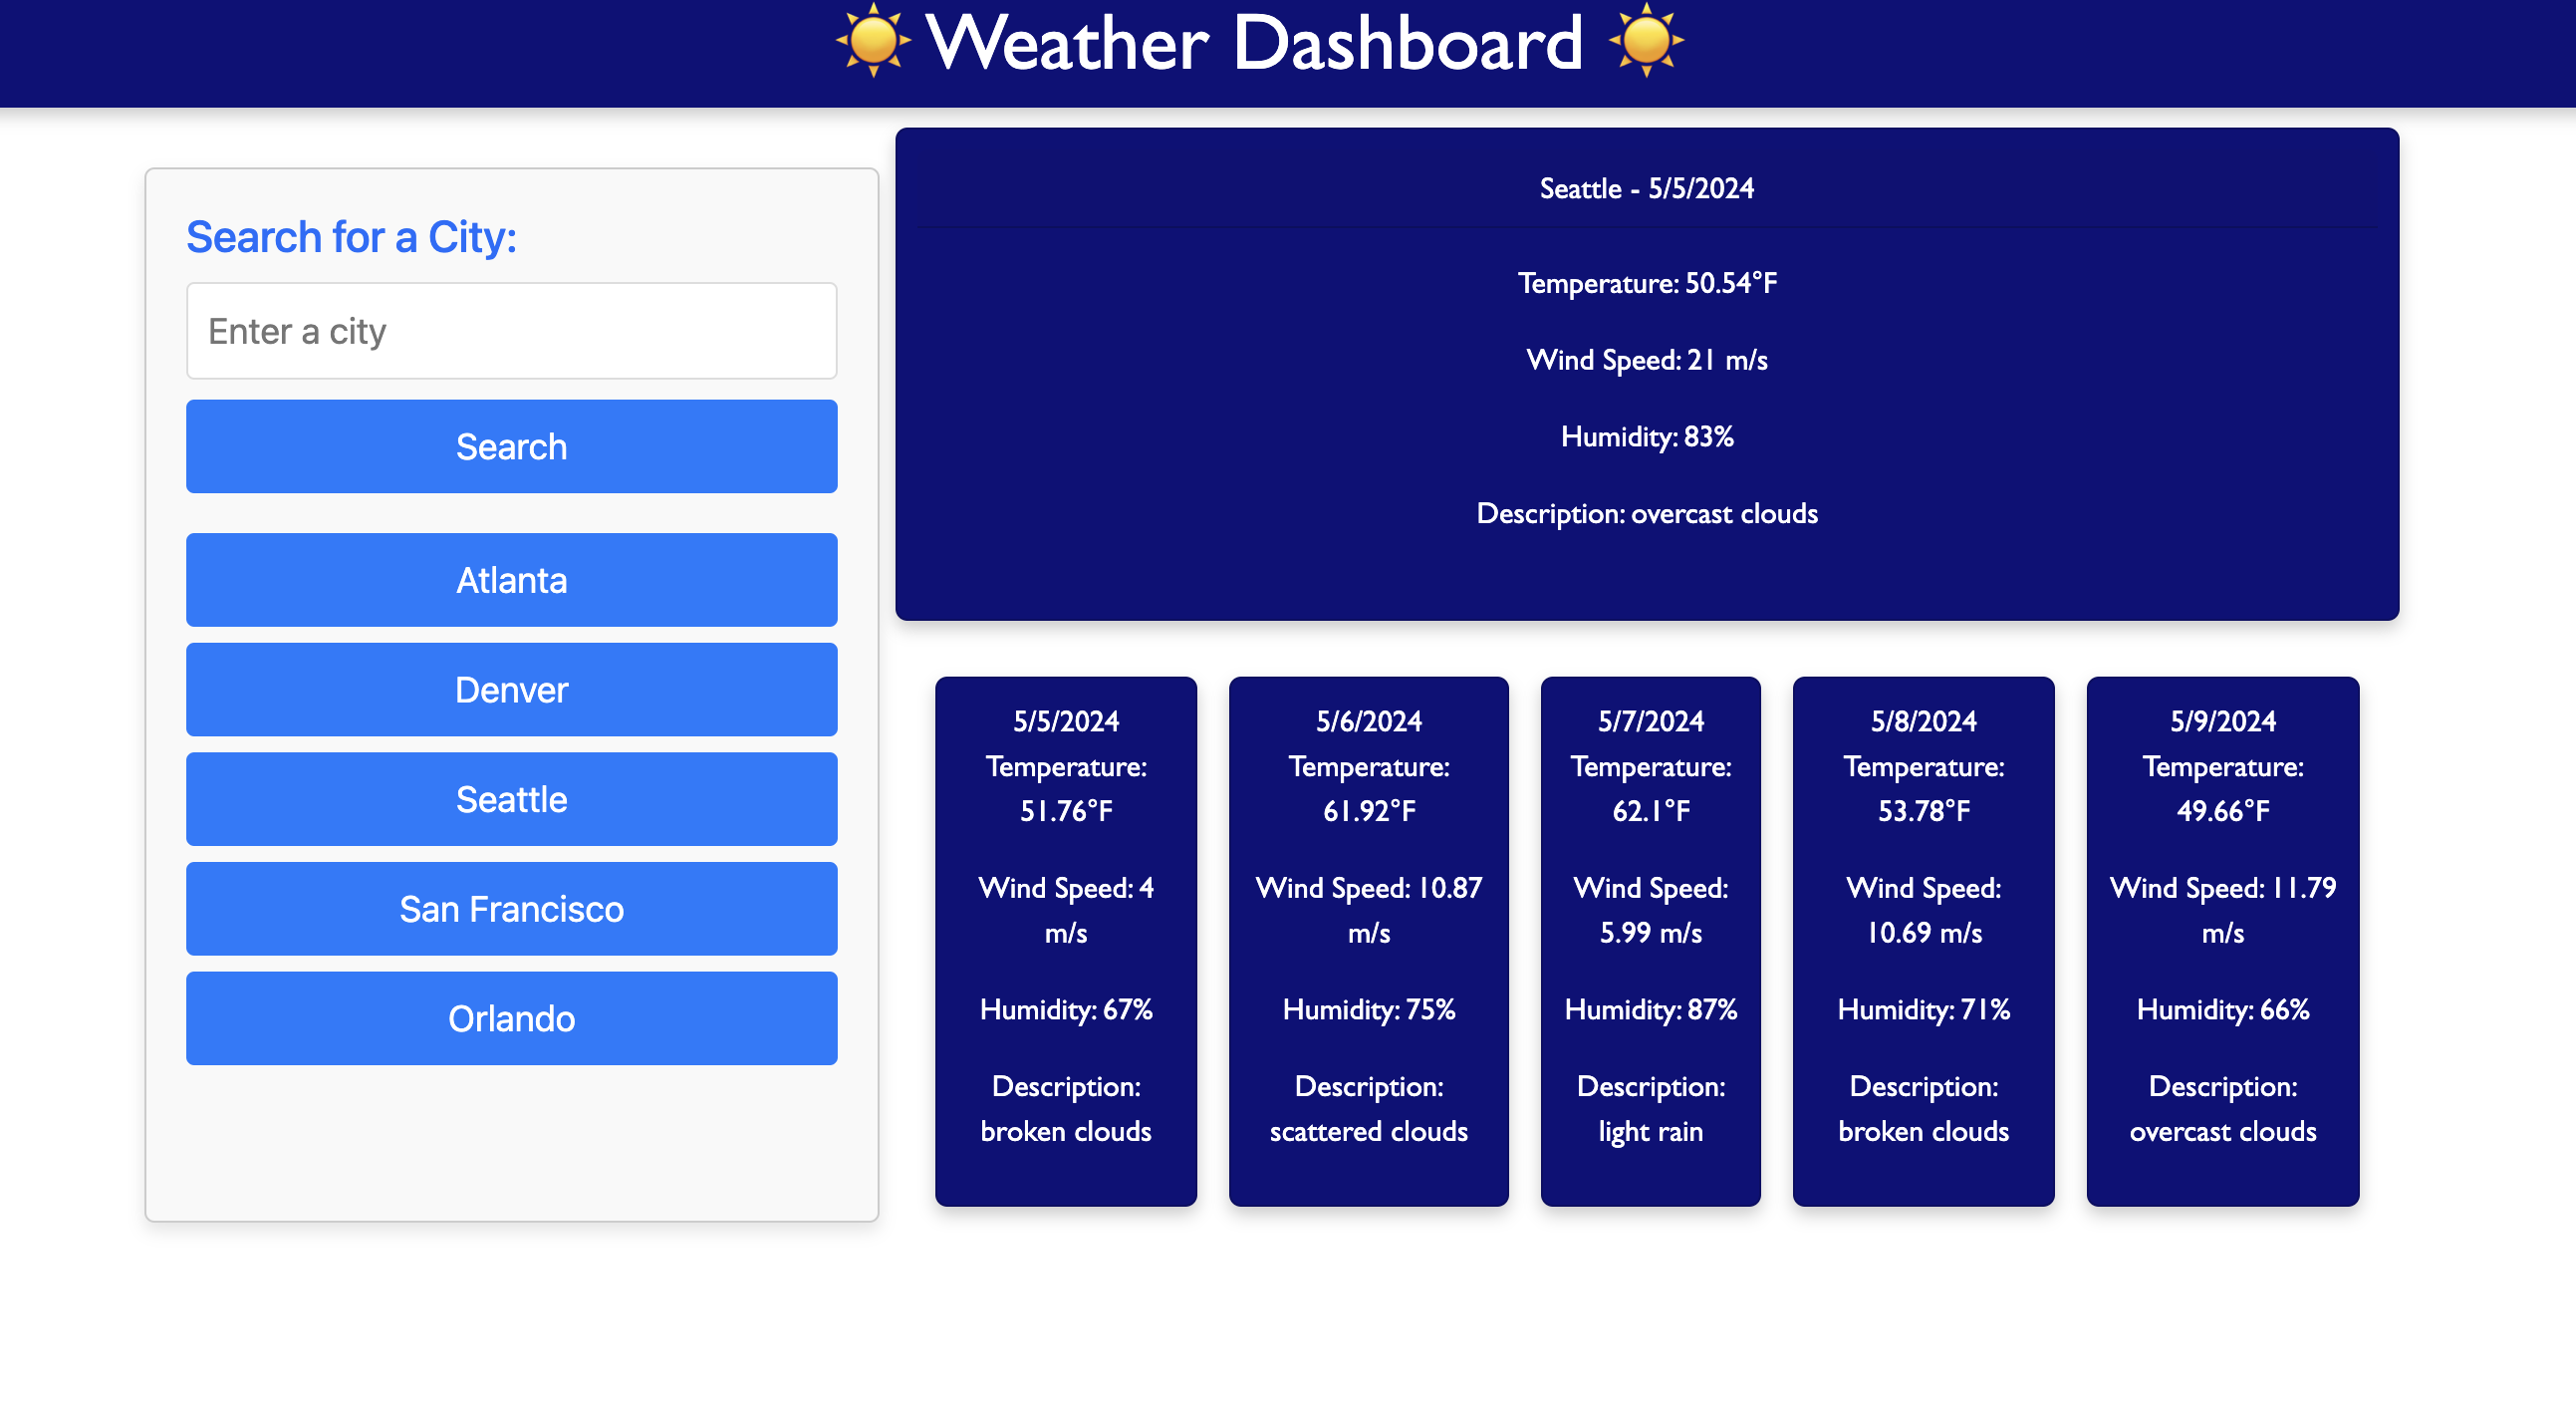 ☀️ Weather Dashboard ☀️
Search for a City:
Enter a city
Search
Atlanta
Denver
Seattle
San Francisco
Orlando
Seattle - 5/5/2024
Temperature: 50.54°F
Wind Speed: 21 m/s
Humidity: 83%
Description: overcast clouds
5/5/2024
Temperature:
51.76°F
Wind Speed: 4
m/s
Humidity: 67%
Description:
broken clouds
5/6/2024
Temperature:
61.92°F
Wind Speed: 10.87
m/s
Humidity: 75%
Description:
scattered clouds
5/7/2024
Temperature:
62.1°F
Wind Speed:
5.99 m/s
Humidity: 87%
Description:
light rain
5/8/2024
Temperature:
53.78°F
Wind Speed:
10.69 m/s
Humidity: 71%
Description:
broken clouds
5/9/2024
Temperature:
49.66°F
Wind Speed: 11.79
m/s
Humidity: 66%
Description:
overcast clouds